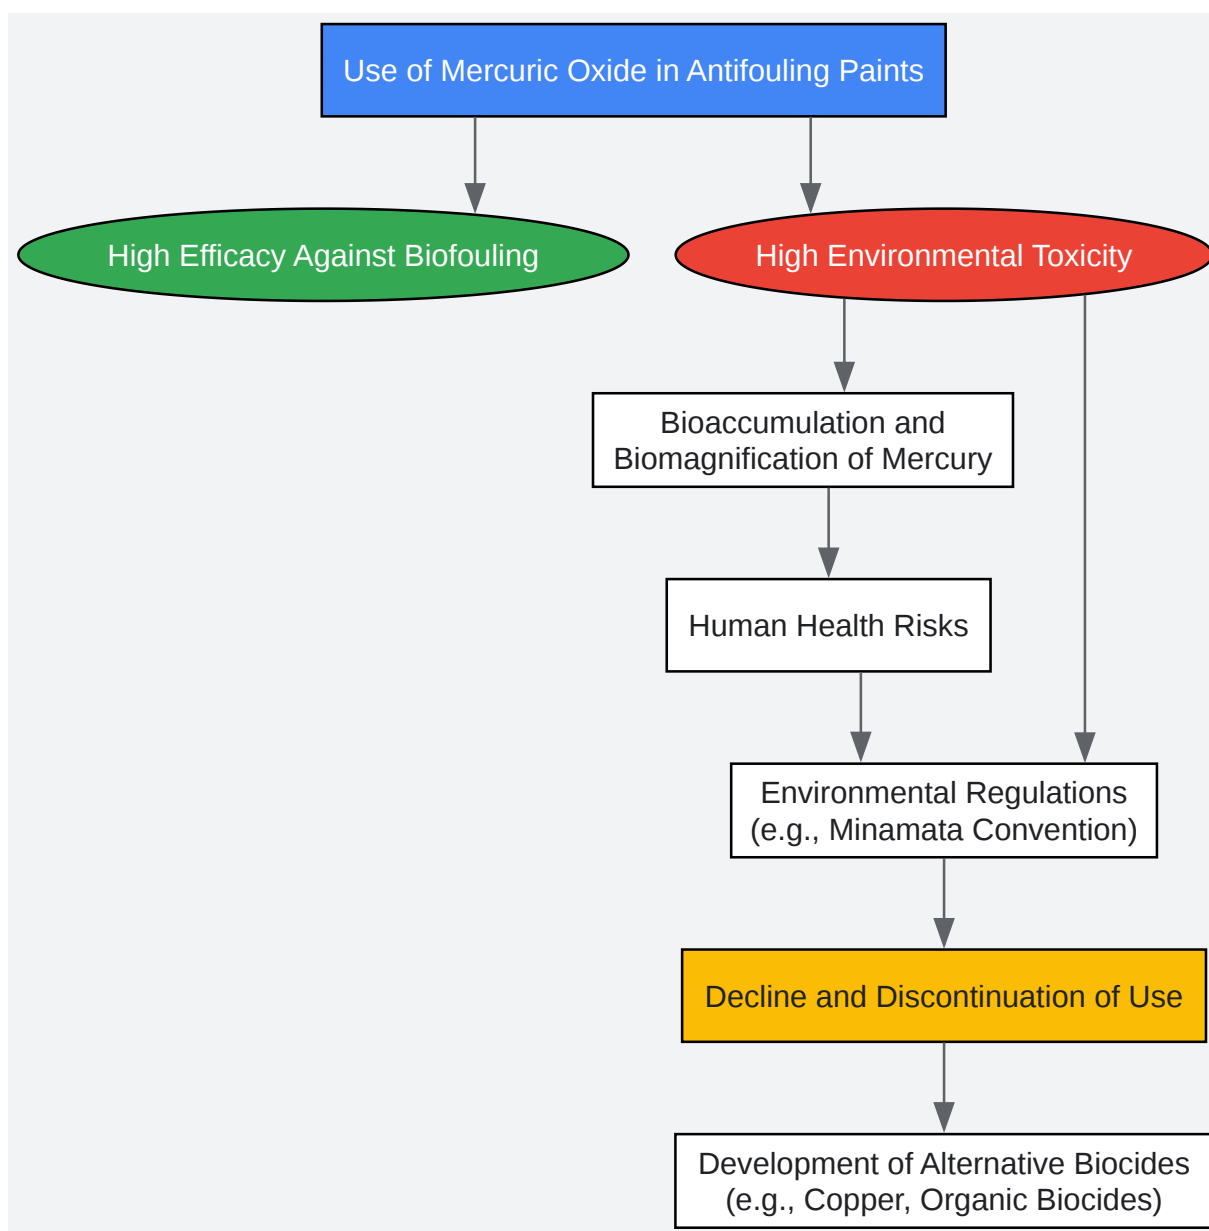 Use of Mercuric Oxide in Antifouling Paints
High Efficacy Against Biofouling
High Environmental Toxicity
Bioaccumulation and
Biomagnification of Mercury
Human Health Risks
Environmental Regulations
(e.g., Minamata Convention)
Decline and Discontinuation of Use
Development of Alternative Biocides
(e.g., Copper, Organic Biocides)